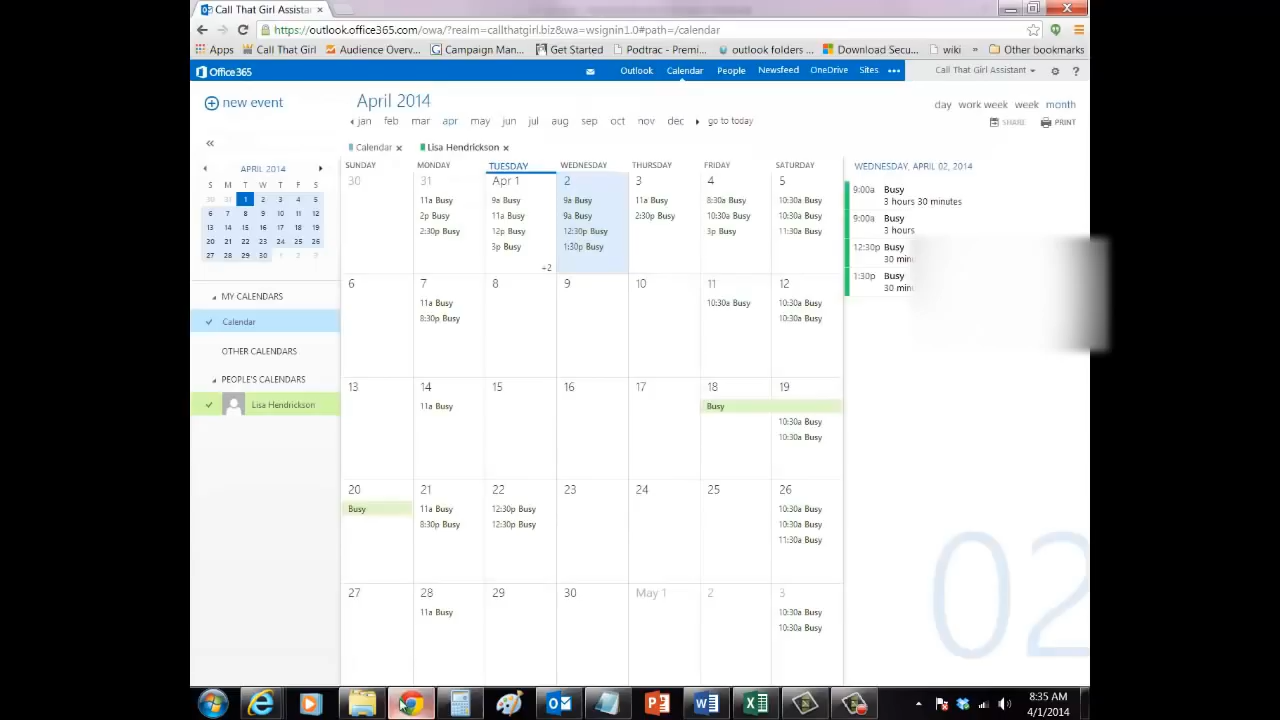 Call That Girl Assistan ×
https://outlook.office365.com/owa/?realm=callthatgirl.biz&wa=wsignin1.0#path=/calendar
Apps Call That Girl Audience Overv... Campaign Man... Get Started Podtrac - Premi... outlook folders ... Download Secu... wiki » Other bookmarks
Office 365 Outlook Calendar People Newsfeed OneDrive Sites ••• Call That Girl Assistant ?
new event
April 2014
day work week week month
jan feb mar apr may jun jul aug sep oct nov dec go to today
SHARE PRINT
«
Calendar × Lisa Hendrickson ×
APRIL 2014
S M T W T F S
30 31 1 2 3 4 5
6 7 8 9 10 11 12
13 14 15 16 17 18 19
20 21 22 23 24 25 26
27 28 29 30 1 2 3
MY CALENDARS
Calendar
OTHER CALENDARS
PEOPLE'S CALENDARS
Lisa Hendrickson
SUNDAY MONDAY TUESDAY WEDNESDAY THURSDAY FRIDAY SATURDAY
30 31 Apr 1 2 3 4 5
11a Busy 9a Busy 9a Busy 11a Busy 8:30a Busy 10:30a Busy
2p Busy 11a Busy 9a Busy 2:30p Busy 10:30a Busy 10:30a Busy
2:30p Busy 12p Busy 12:30p Busy 3p Busy 11:30a Busy
3p Busy 1:30p Busy
+2
6 7 8 9 10 11 12
11a Busy 10:30a Busy 10:30a Busy
8:30p Busy 10:30a Busy
13 14 15 16 17 18 19
11a Busy Busy
10:30a Busy
10:30a Busy
20 21 22 23 24 25 26
Busy 11a Busy 12:30p Busy 10:30a Busy
8:30p Busy 12:30p Busy 10:30a Busy
11:30a Busy
27 28 29 30 May 1 2 3
11a Busy 10:30a Busy
10:30a Busy
WEDNESDAY, APRIL 02, 2014
9:00a Busy
3 hours 30 minutes
9:00a Busy
3 hours
12:30p Busy
30 min
1:30p Busy
30 min
02
8:35 AM
4/1/2014